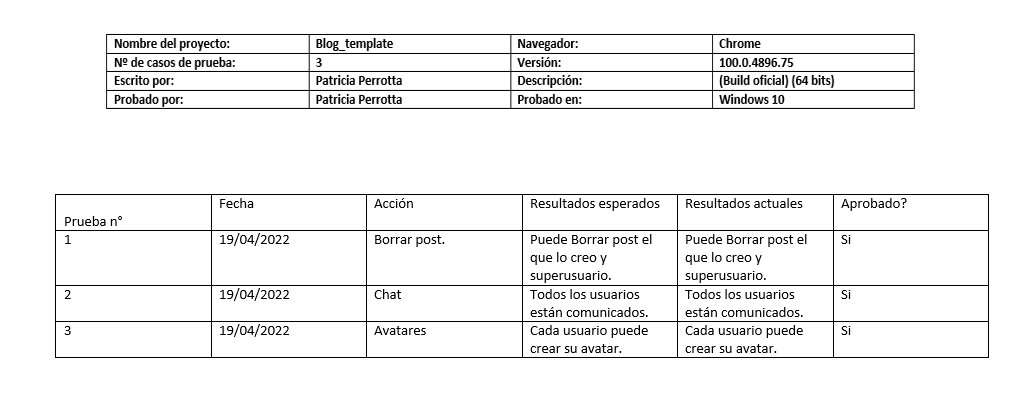 Nombre del proyecto: Blog_template Navegador: Chrome
Nº de casos de prueba: 3 Versión: 100.0.4896.75
Escrito por: Patricia Perrotta Descripción: (Build oficial) (64 bits)
Probado por: Patricia Perrotta Probado en: Windows 10
Prueba n° Fecha Acción Resultados esperados Resultados actuales Aprobado?
1 19/04/2022 Borrar post. Puede Borrar post el Puede Borrar post el Si
que lo creo y que lo creo y
superusuario. superusuario.
2 19/04/2022 Chat Todos los usuarios Todos los usuarios Si
están comunicados. están comunicados.
3 19/04/2022 Avatares Cada usuario puede Cada usuario puede Si
crear su avatar. crear su avatar.